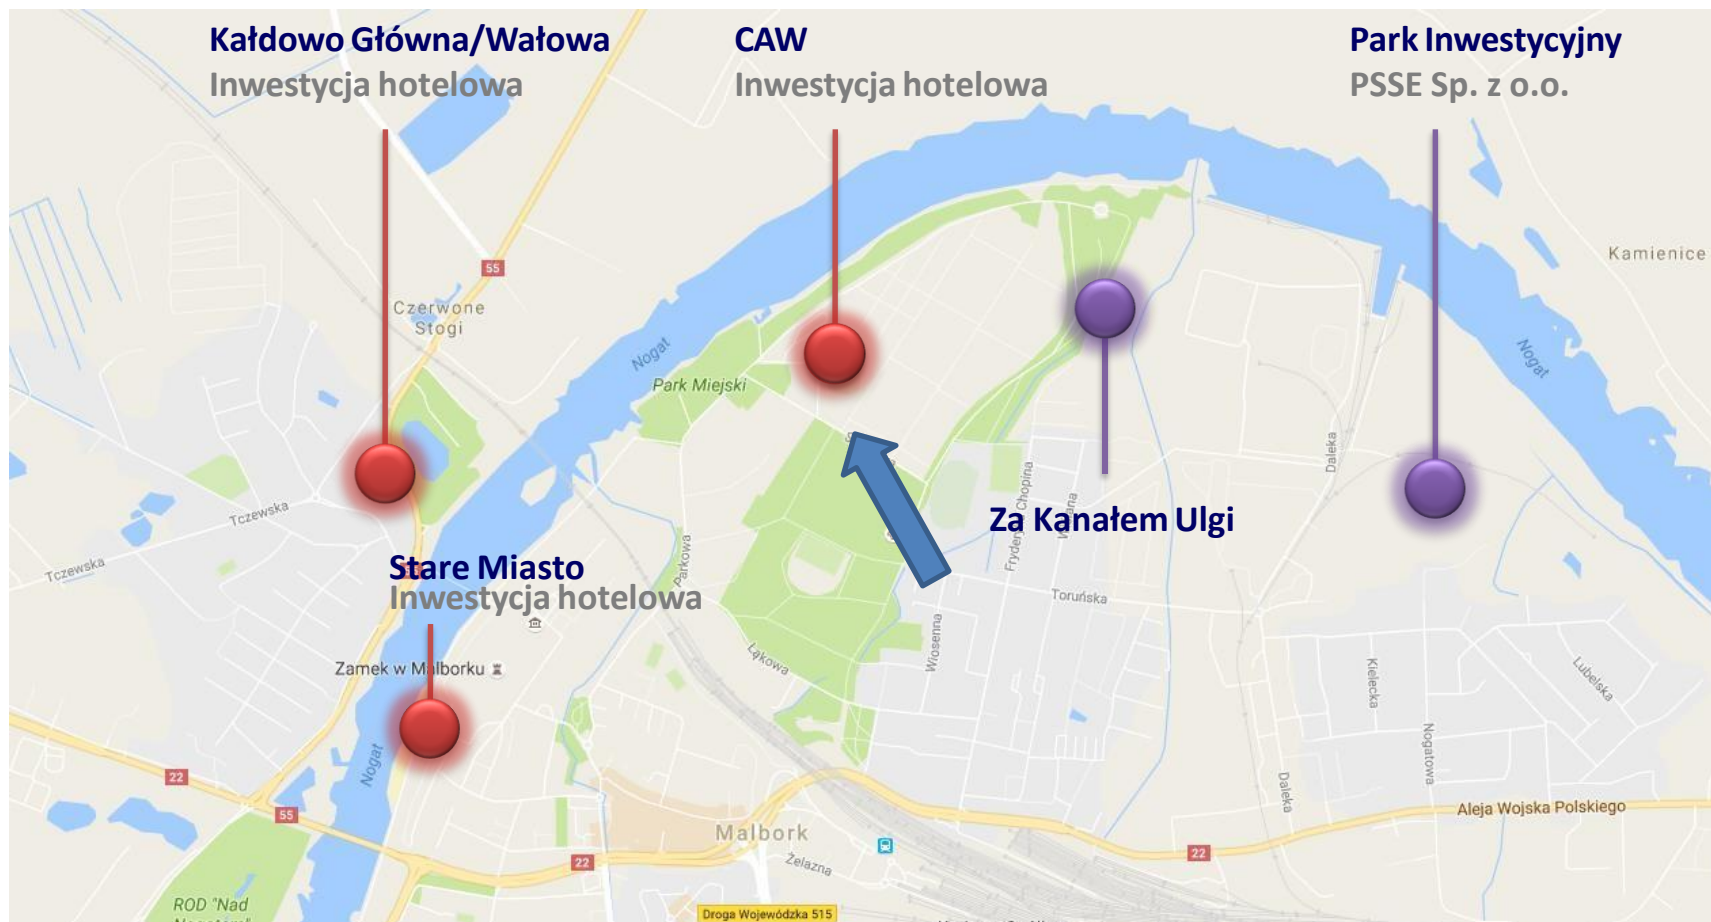 Kałdowo Główna/Wałowa
Inwestycja hotelowa
CAW
Inwestycja hotelowa
Park Inwestycyjny
PSSE Sp. z o.o.
Kamienice
55
Czerwone
Stogi
Nogat
Nogat
Park Miejski
Daleka
Fryderyka Chopina
Za Kanałem Ulgi
Tczewska
Tczewska
Parkowa
Stare Miasto
Inwestycja hotelowa
Toruńska
Wiosenna
Łąkowa
Zamek w Malborku
Kielecka
Lubelska
Nogatowa
Nogat
22
55
Daleka
Aleja Wojska Polskiego
Malbork
22
Żelazna
22
ROD "Nad
Droga Wojewódzka 515